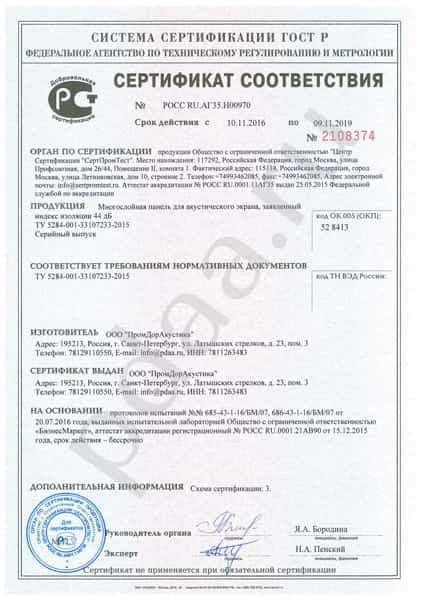 СИСТЕМА СЕРТИФИКАЦИИ ГОСТ Р
ФЕДЕРАЛЬНОЕ АГЕНТСТВО ПО ТЕХНИЧЕСКОМУ РЕГУЛИРОВАНИЮ И МЕТРОЛОГИИ
Добровольная
сертификация
СЕРТИФИКАТ СООТВЕТСТВИЯ
№ РОСС RU.АГ35.Н00970
Срок действия с 10.11.2016 по 09.11.2019
№ 2108374
ОРГАН ПО СЕРТИФИКАЦИИ продукции Общество с ограниченной ответственностью "Центр
Сертификации "СертПромТест". Место нахождения: 117292, Российская Федерация, город Москва, улица
Профсоюзная, дом 26/44, Помещение II, комната 1. Фактический адрес: 115114, Российская Федерация, город
Москва, улица Летниковская, дом 10, строение 2. Телефон:+74993462085, факс:+74993462085, Адрес электронной
почты: info@sertpromtest.ru. Аттестат аккредитации № РОСС RU.0001.11АГ35 выдан 25.05.2015 Федеральной
службой по аккредитации
ПРОДУКЦИЯ Многослойная панель для акустического экрана, заявленный
индекс изоляции 44 дБ
ТУ 5284-001-33107233-2015
Серийный выпуск
код ОК 005 (ОКП):
52 8413
СООТВЕТСТВУЕТ ТРЕБОВАНИЯМ НОРМАТИВНЫХ ДОКУМЕНТОВ
ТУ 5284-001-33107233-2015
код ТН ВЭД России:
ИЗГОТОВИТЕЛЬ ООО "ПромДорАкустика"
Адрес: 195213, Россия, г. Санкт-Петербург, ул. Латышских стрелков, д. 23, пом. 3
Телефон: 78129110550, E-mail: info@pdaa.ru, ИНН: 7811263483
СЕРТИФИКАТ ВЫДАН ООО "ПромДорАкустика"
Адрес: 195213, Россия, г. Санкт-Петербург, ул. Латышских стрелков, д. 23, пом. 3
Телефон: 78129110550, E-mail: info@pdaa.ru, ИНН: 7811263483
НА ОСНОВАНИИ протоколов испытаний№№ 685-43-1-16/БМ/07, 686-43-1-16/БМ/07 от
20.07.2016 года, выданных испытательной лабораторией Общество с ограниченной ответственностью
«БизнесМаркет», аттестат аккредитации регистрационный № РОСС RU.0001.21АВ90 от 15.12.2015
года, срок действия – бессрочно
ДОПОЛНИТЕЛЬНАЯ ИНФОРМАЦИЯ Схема сертификации: 3.
Для
сертификатов
М.П.
Руководитель органа
подпись
Я.А. Бородина
инициалы, фамилия
Эксперт
подпись
Н.А. Пенский
инициалы, фамилия
Сертификат не применяется при обязательной сертификации
pdaa.ru